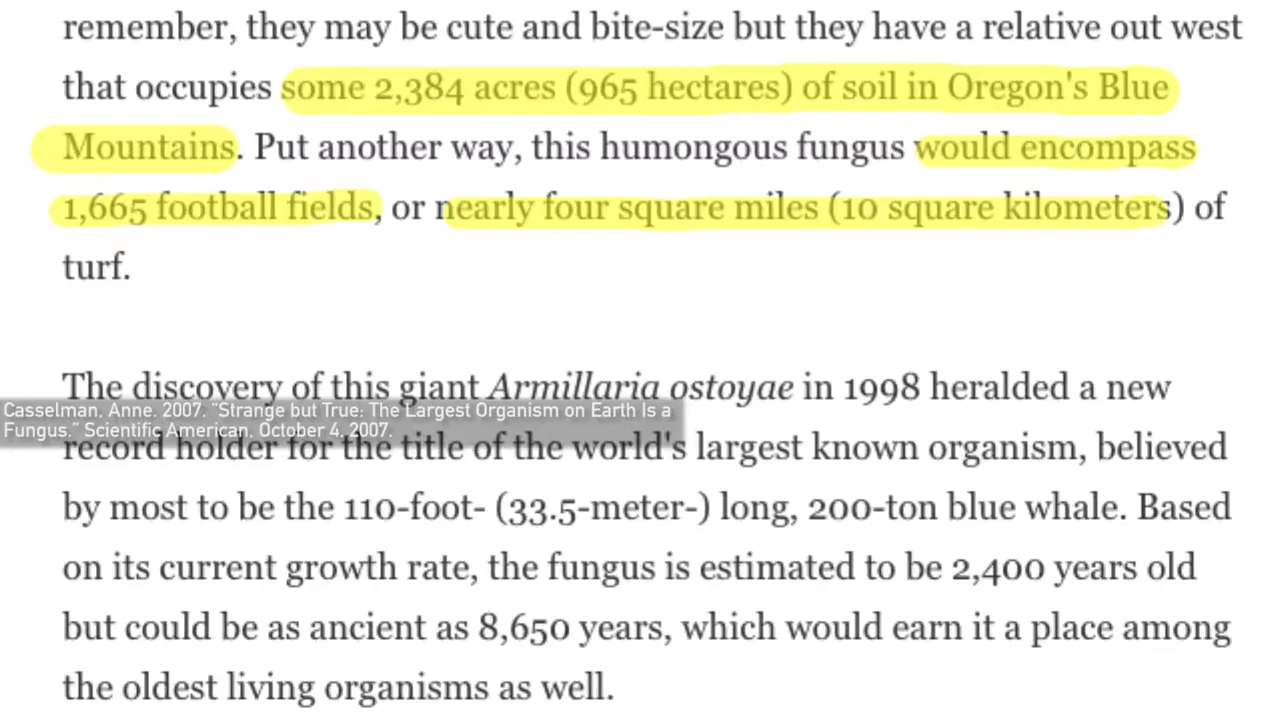 remember, they may be cute and bite-size but they have a relative out west
that occupies some 2,384 acres (965 hectares) of soil in Oregon's Blue
Mountains. Put another way, this humongous fungus would encompass
1,665 football fields, or nearly four square miles (10 square kilometers) of
turf.
The discovery of this giant Armillaria ostoyae in 1998 heralded a new
Casselman, Anne. 2007. "Strange but True: The Largest Organism on Earth Is a
Fungus." Scientific American, October 4, 2007.
record holder for the title of the world's largest known organism, believed
by most to be the 110-foot- (33.5-meter-) long, 200-ton blue whale. Based
on its current growth rate, the fungus is estimated to be 2,400 years old
but could be as ancient as 8,650 years, which would earn it a place among
the oldest living organisms as well.